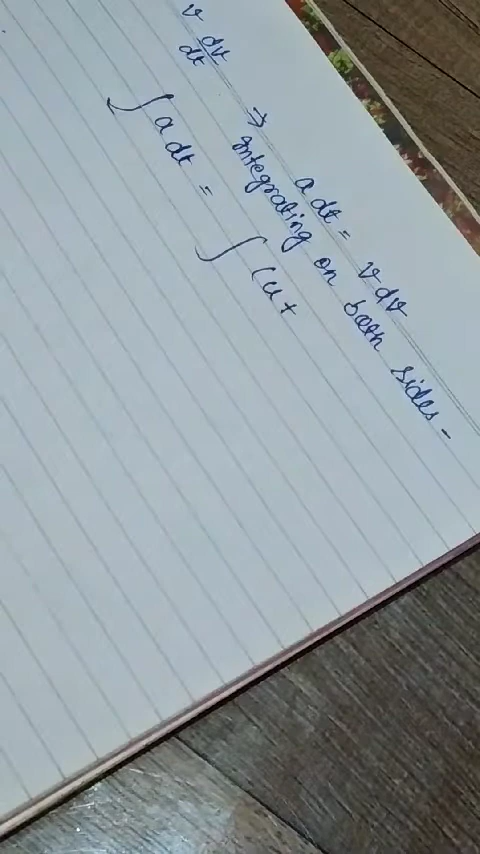 v dv/dt ⇒ a dt = v dv
Integrating on both sides -
∫ a dt = ∫ (u +